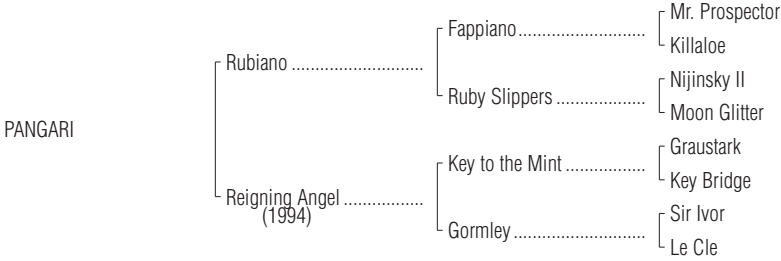 Mr. Prospector
Fappiano...........................
Killaloe
Rubiano ............................
Nijinsky II
Ruby Slippers ...................
Moon Glitter
PANGARI
Graustark
Key to the Mint .................
Key Bridge
Reigning Angel .................
(1994)
Sir Ivor
Gormley............................
Le Cle